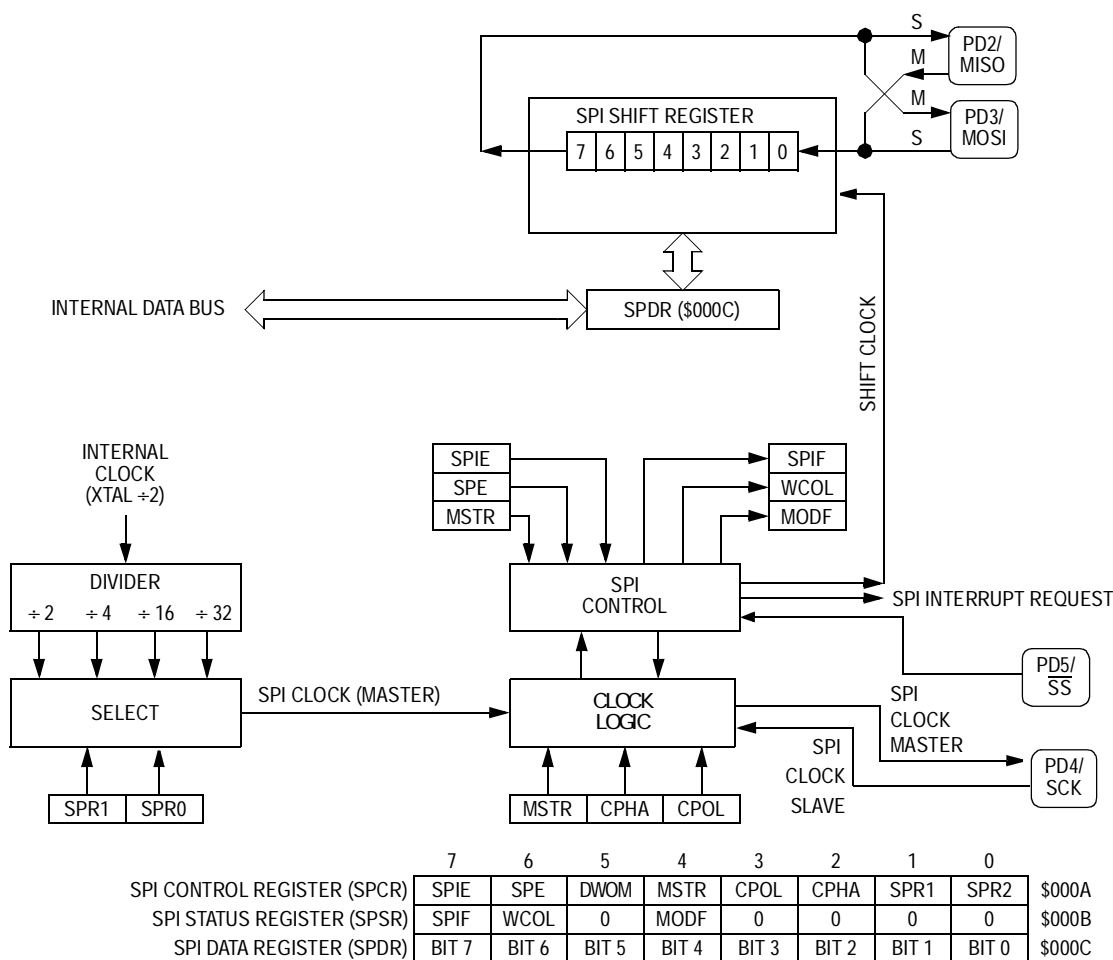 S
PD2/
MISO
M
M
PD3/
MOSI
S
SPI SHIFT REGISTER
7 6 5 4 3 2 1 0
INTERNAL DATA BUS
SPDR ($000C)
SHIFT CLOCK
INTERNAL
CLOCK
(XTAL ÷2)
SPIE
SPE
MSTR
SPIF
WCOL
MODF
DIVIDER
÷ 2 ÷ 4 ÷ 16 ÷ 32
SPI
CONTROL
SPI INTERRUPT REQUEST
PD5/
SS
SELECT
SPI CLOCK (MASTER)
CLOCK
LOGIC
SPI
CLOCK
MASTER
SPI
CLOCK
SLAVE
PD4/
SCK
SPR1 SPR0
MSTR CPHA CPOL
7 6 5 4 3 2 1 0
SPI CONTROL REGISTER (SPCR) SPIE SPE DWOM MSTR CPOL CPHA SPR1 SPR2 $000A
SPI STATUS REGISTER (SPSR) SPIF WCOL 0 MODF 0 0 0 0 $000B
SPI DATA REGISTER (SPDR) BIT 7 BIT 6 BIT 5 BIT 4 BIT 3 BIT 2 BIT 1 BIT 0 $000C